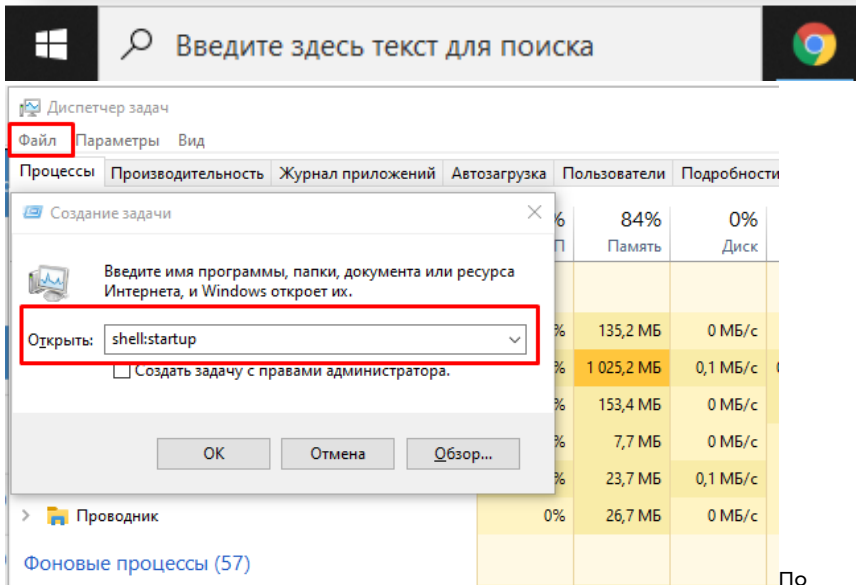 Введите здесь текст для поиска
Диспетчер задач
Файл Параметры Вид
Процессы Производительность Журнал приложений Автозагрузка Пользователи Подробности
Создание задачи
% 84% 0%
П Память Диск
Введите имя программы, папки, документа или ресурса
Интернета, и Windows откроет их.
Открыть: shell:startup
% 135,2 МБ 0 МБ/с
Создать задачу с правами администратора.
% 1 025,2 МБ 0,1 МБ/с
% 153,4 МБ 0 МБ/с
ОК Отмена Обзор...
% 7,7 МБ 0 МБ/с
% 23,7 МБ 0,1 МБ/с
Проводник 0% 26,7 МБ 0 МБ/с
Фоновые процессы (57)
По